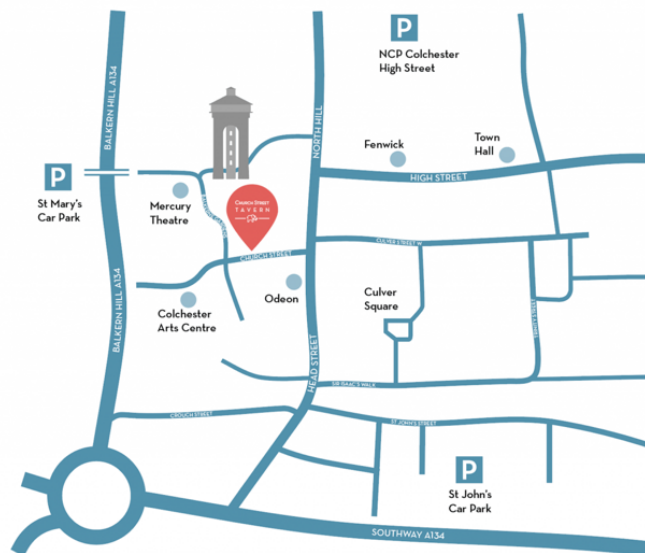 P
NCP Colchester
High Street
BALKERN HILL A134
NORTH HILL
Fenwick
Town
Hall
HIGH STREET
P
St Mary's
Car Park
Mercury
Theatre
CHURCH STREET
TAVERN
CULVER STREET W
CHURCH STREET
Odeon
Culver
Square
Colchester
Arts Centre
BALKERN HILL A134
TRINITY STREET
HEAD STREET
SIR ISAAC'S WALK
CROUCH STREET
ST JOHN'S STREET
P
St John's
Car Park
SOUTHWAY A134